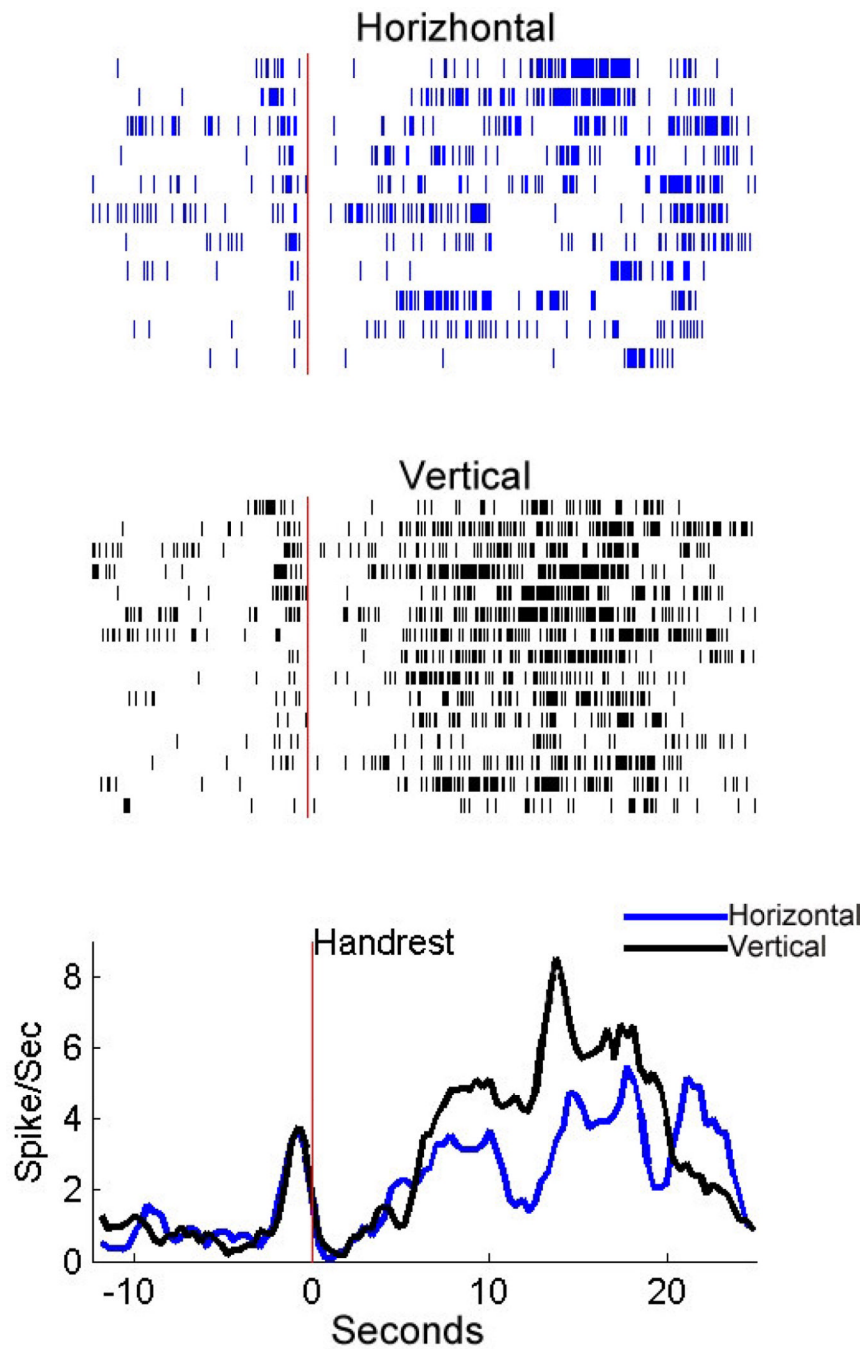 Horizhontal
Vertical
Horizontal
Vertical
Handrest
8
6
4
2
0
Spike/Sec
-10 0 10 20
Seconds